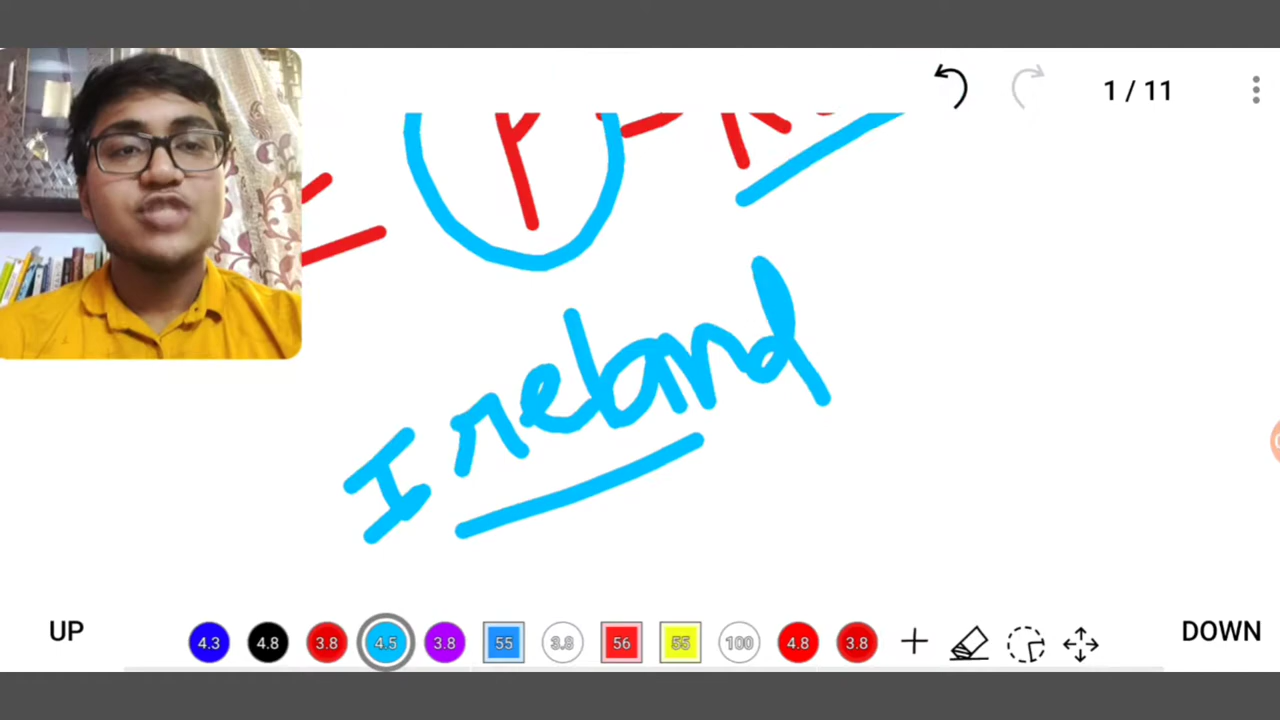 1 / 11
P
Ireland
UP
4.3 4.8 3.8 4.5 3.8 55 3.8 56 55 100 4.8 3.8
DOWN